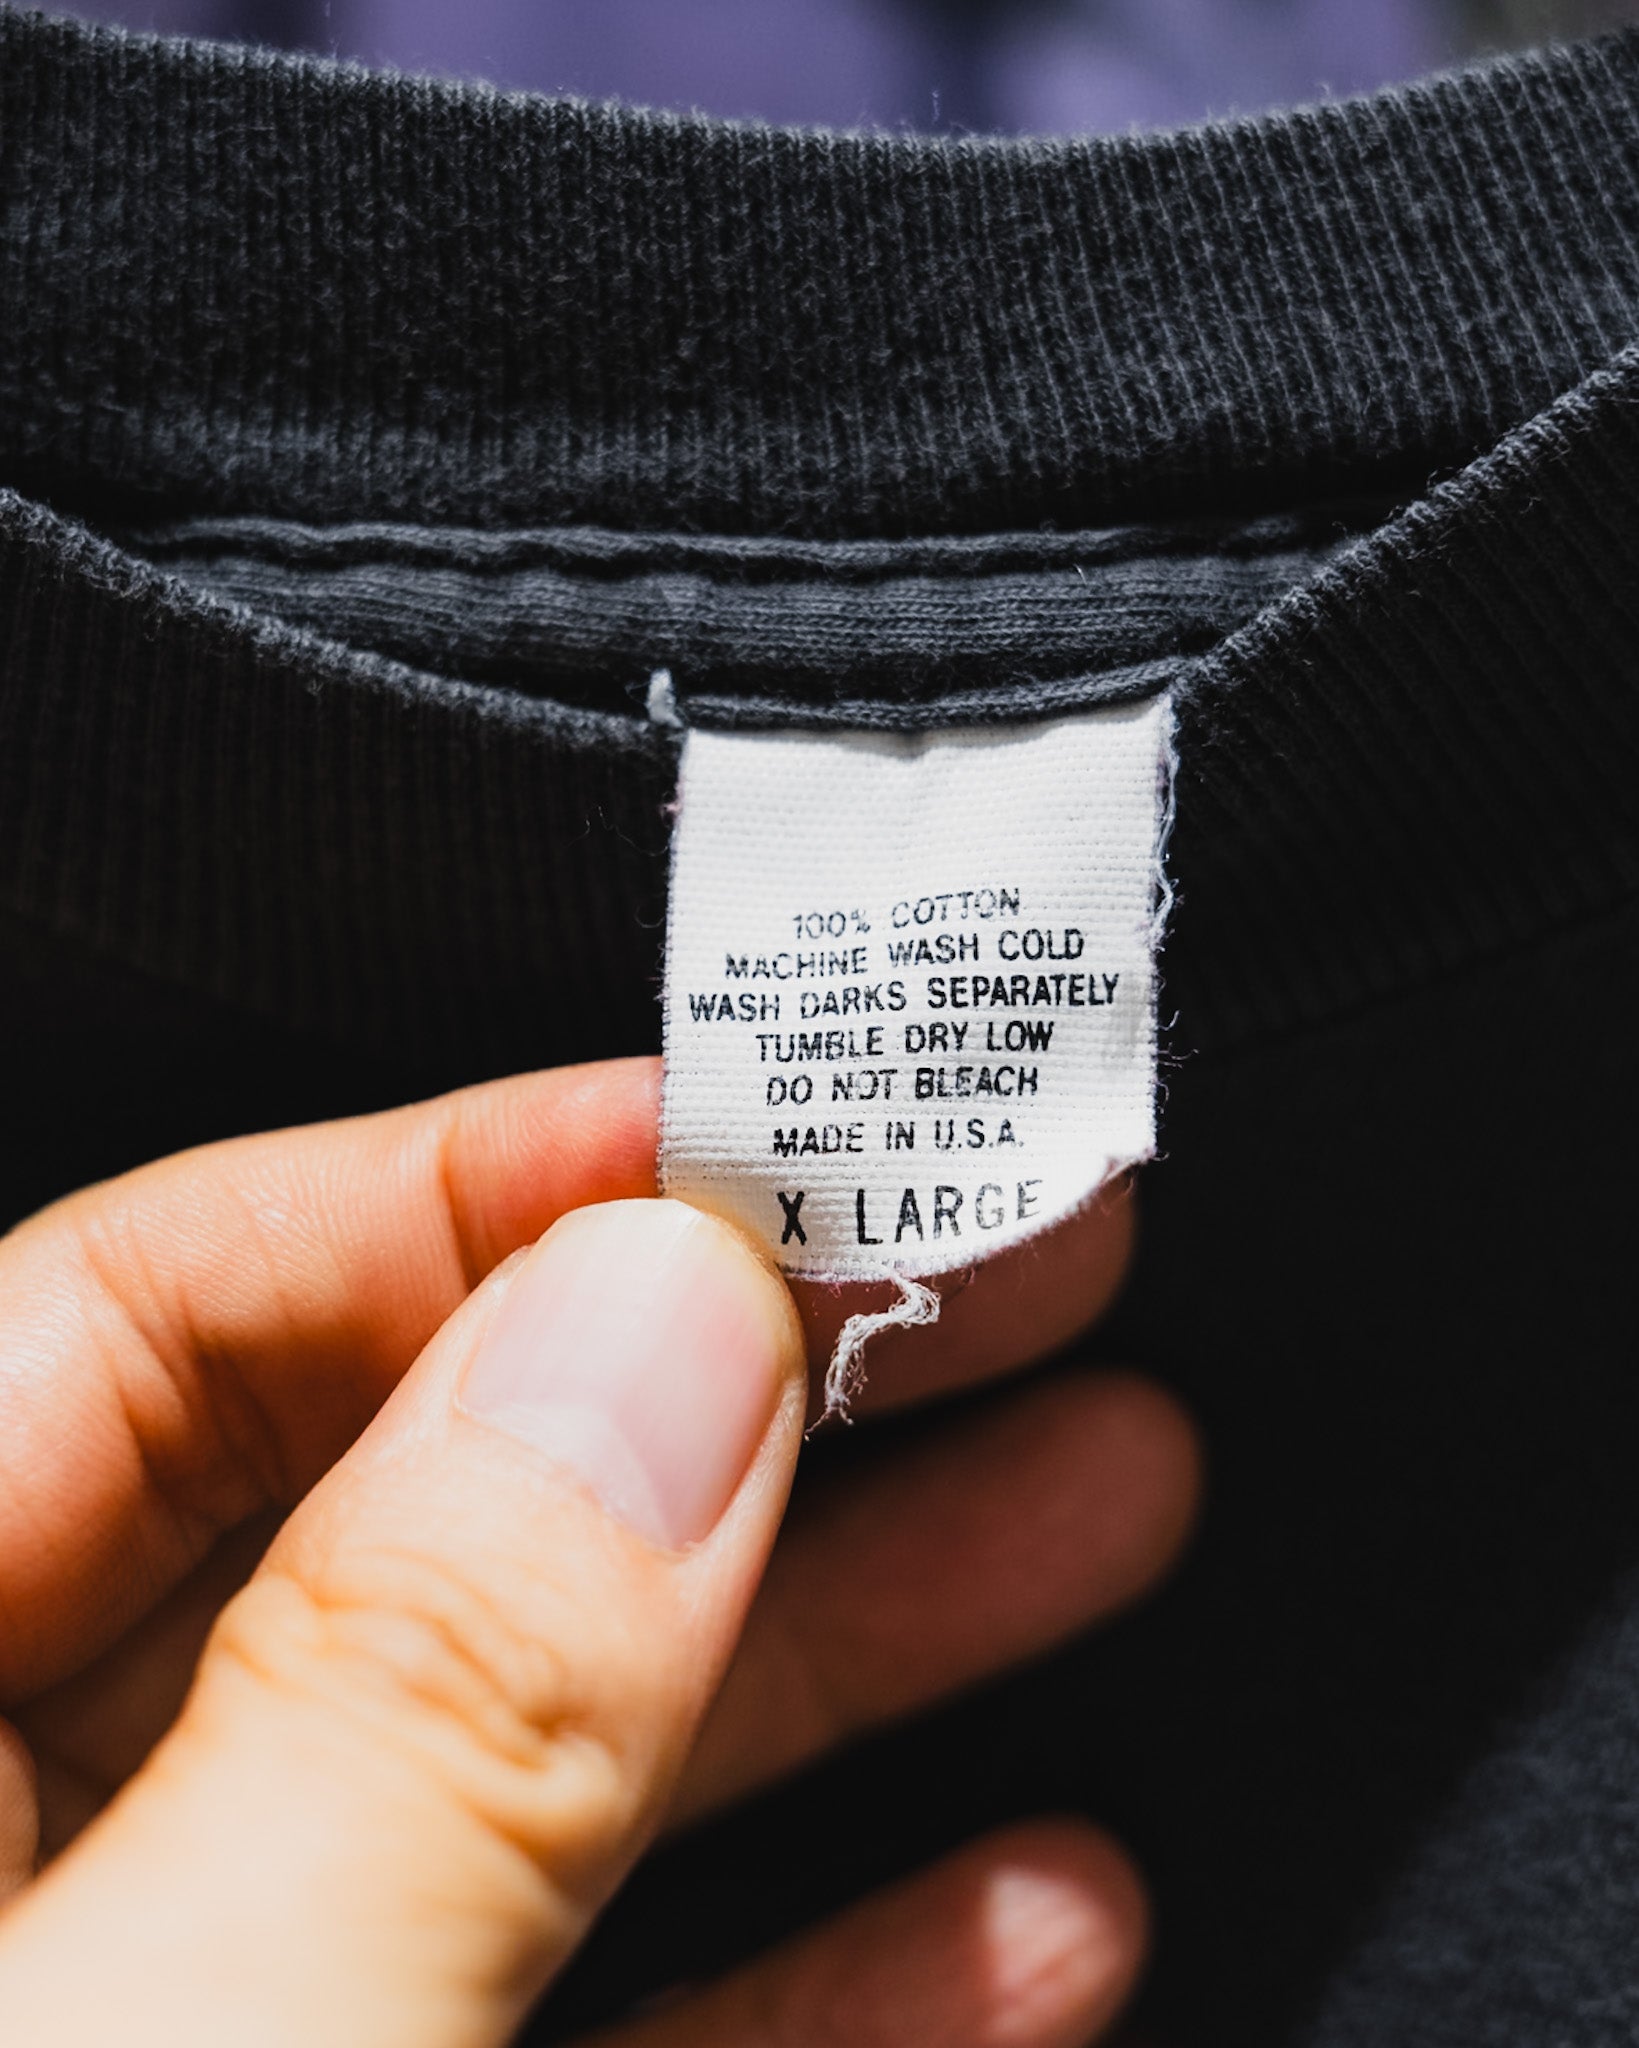 100% COTTON
MACHINE WASH COLD
WASH DARKS SEPARATELY
TUMBLE DRY LOW
DO NOT BLEACH
MADE IN U.S.A.
X LARGE